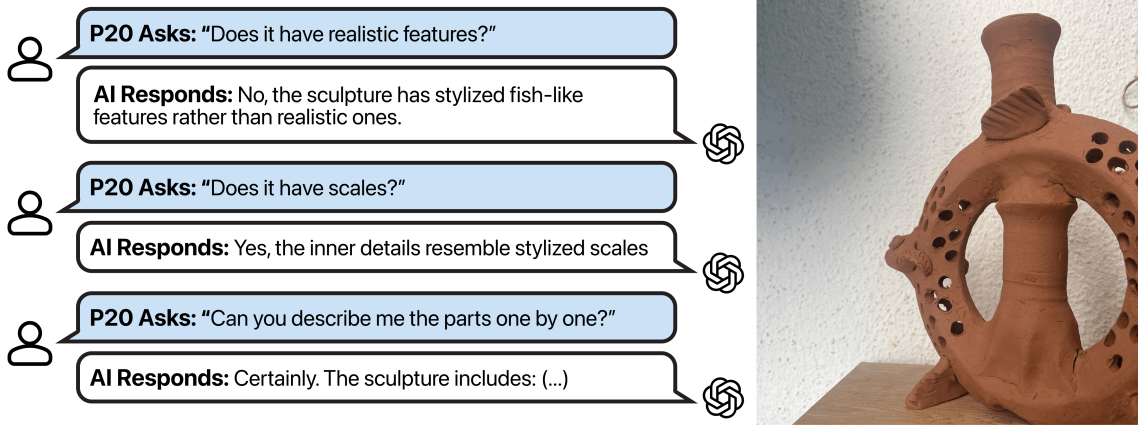 P20 Asks: “Does it have realistic features?”
AI Responds: No, the sculpture has stylized fish-like
features rather than realistic ones.
P20 Asks: “Does it have scales?”
AI Responds: Yes, the inner details resemble stylized scales
P20 Asks: “Can you describe me the parts one by one?”
AI Responds: Certainly. The sculpture includes: (...)